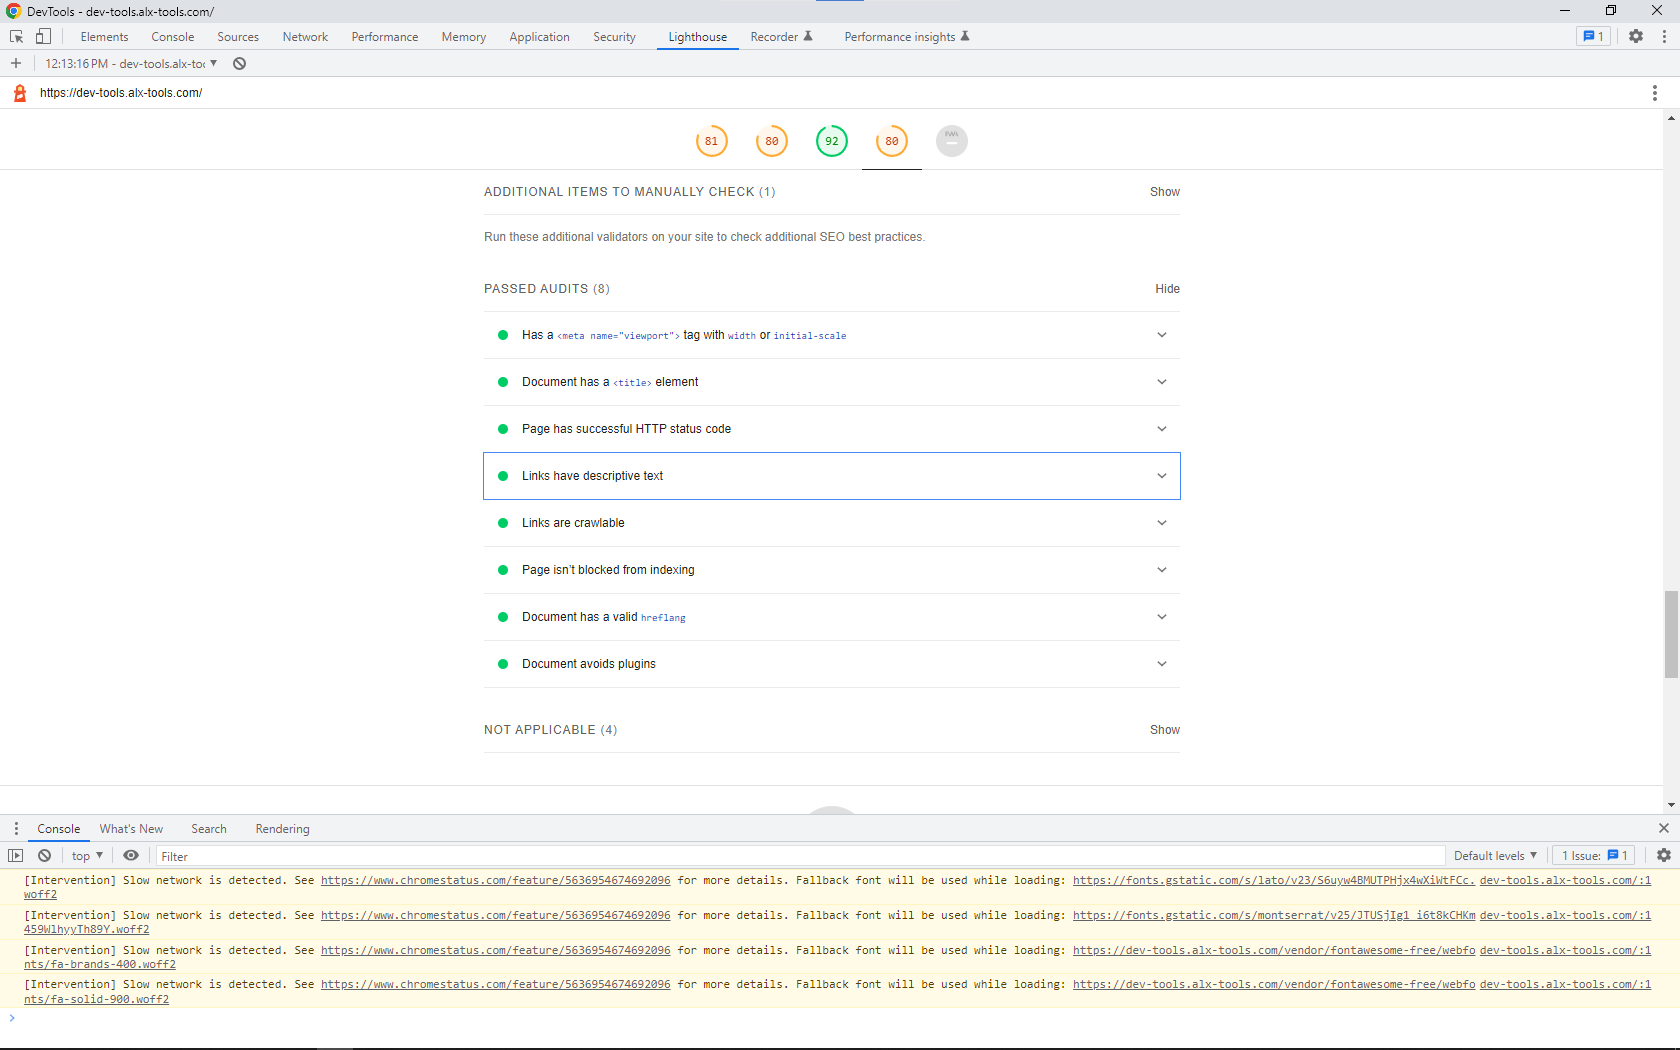 DevTools - dev-tools.alx-tools.com/
Elements Console Sources Network Performance Memory Application Security Lighthouse Recorder Performance insights 1
12:13:16 PM - dev-tools.alx-toc
https://dev-tools.alx-tools.com/
81 80 92 80 PWA
ADDITIONAL ITEMS TO MANUALLY CHECK (1) Show
Run these additional validators on your site to check additional SEO best practices.
PASSED AUDITS (8) Hide
Has a <meta name="viewport"> tag with width or initial-scale
Document has a <title> element
Page has successful HTTP status code
Links have descriptive text
Links are crawlable
Page isn't blocked from indexing
Document has a valid hreflang
Document avoids plugins
NOT APPLICABLE (4) Show
Console What's New Search Rendering
top Filter Default levels 1 Issue: 1
[Intervention] Slow network is detected. See https://www.chromestatus.com/feature/5636954674692096 for more details. Fallback font will be used while loading: https://fonts.gstatic.com/s/lato/v23/S6uyw4BMUTPHjx4wXiWtFCc. dev-tools.alx-tools.com/:1
woff2
[Intervention] Slow network is detected. See https://www.chromestatus.com/feature/5636954674692096 for more details. Fallback font will be used while loading: https://fonts.gstatic.com/s/montserrat/v25/JTUSjIg1_i6t8kCHKm dev-tools.alx-tools.com/:1
459WlhyyTh89Y.woff2
[Intervention] Slow network is detected. See https://www.chromestatus.com/feature/5636954674692096 for more details. Fallback font will be used while loading: https://dev-tools.alx-tools.com/vendor/fontawesome-free/webfo dev-tools.alx-tools.com/:1
nts/fa-brands-400.woff2
[Intervention] Slow network is detected. See https://www.chromestatus.com/feature/5636954674692096 for more details. Fallback font will be used while loading: https://dev-tools.alx-tools.com/vendor/fontawesome-free/webfo dev-tools.alx-tools.com/:1
nts/fa-solid-900.woff2